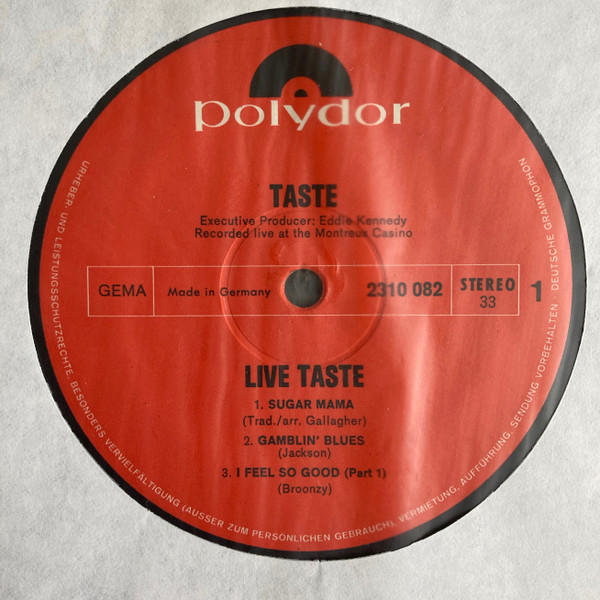 polydor
TASTE
Executive Producer: Eddie Kennedy
Recorded live at the Montreux Casino
GEMA
Made in Germany
2310 082
STEREO
33
1
LIVE TASTE
1. SUGAR MAMA
(Trad./arr. Gallagher)
2. GAMBLIN' BLUES
(Jackson)
3. I FEEL SO GOOD (Part 1)
(Broonzy)
URHEBER- UND LEISTUNGSSCHUTZRECHTE, BESONDERS VERVIELFÄLTIGUNG (AUSSER ZUM PERSÖNLICHEN GEBRAUCH), VERMIETUNG, AUFFÜHRUNG, SENDUNG VORBEHALTEN DEUTSCHE GRAMMOPHON